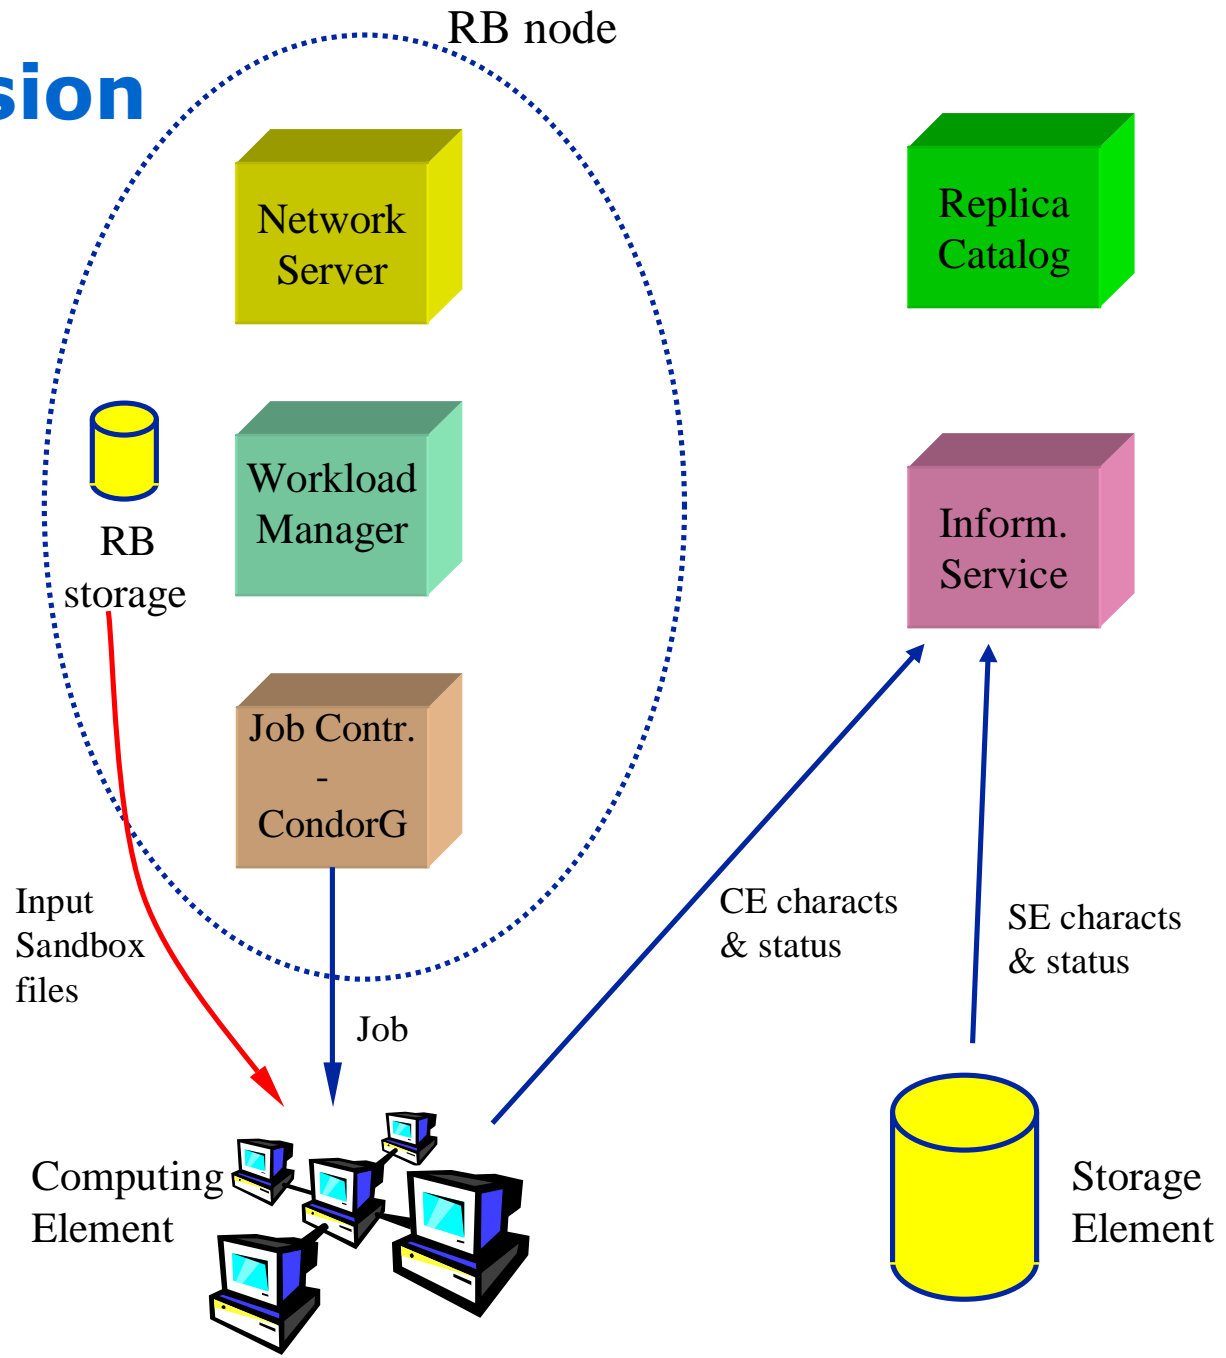 RB node
sion
Network
Server
Replica
Catalog
Workload
Manager
RB
storage
Inform.
Service
Job Contr.
-
CondorG
Input
Sandbox
files
CE characts
& status
SE characts
& status
Job
Computing
Element
Storage
Element